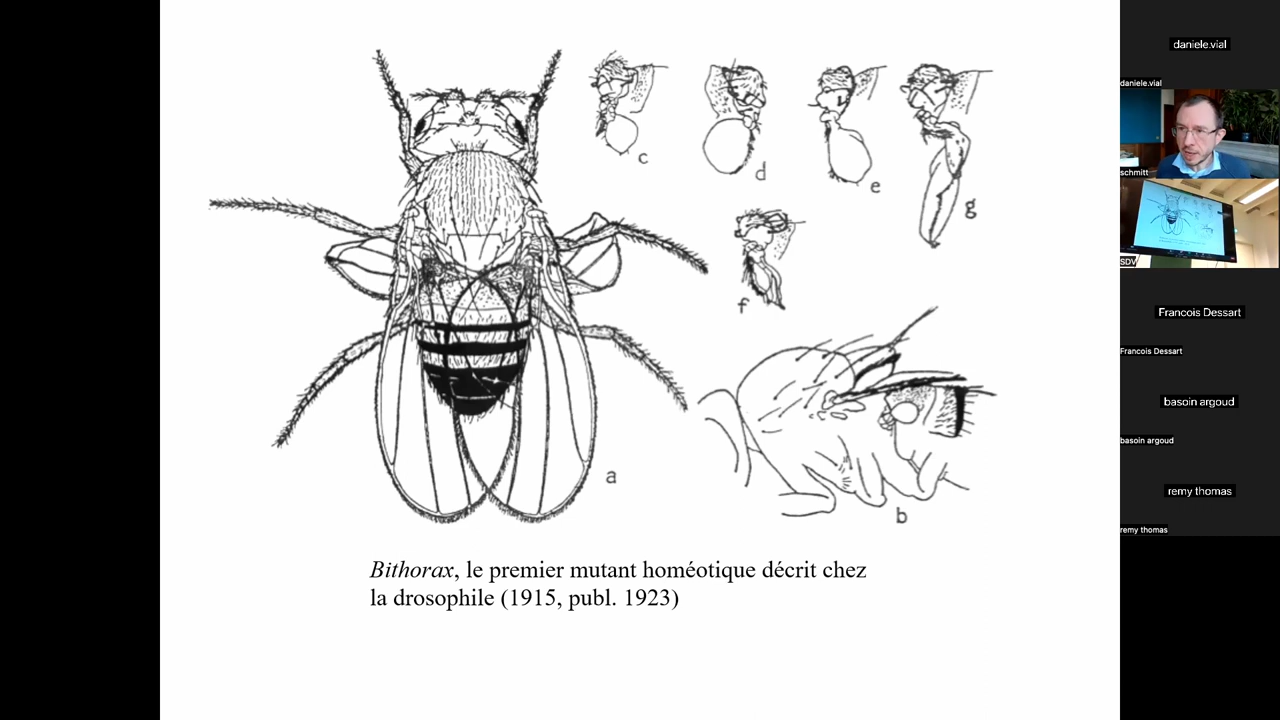 c
d
e
g
f
a
b
Bithorax, le premier mutant homéotique décrit chez
la drosophile (1915, publ. 1923)
daniele.vial
daniele.vial
schmitt
SDV
Francois Dessart
Francois Dessart
basoin argoud
basoin argoud
remy thomas
remy thomas